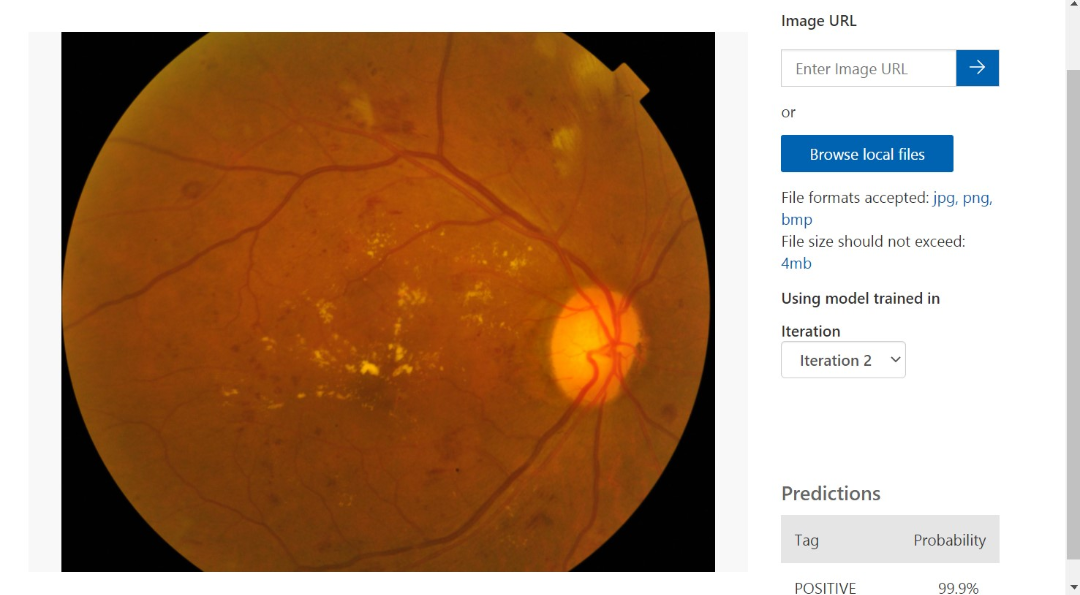 Image URL
Enter Image URL
or
Browse local files
File formats accepted: jpg, png,
bmp
File size should not exceed:
4mb
Using model trained in
Iteration
Iteration 2
Predictions
Tag Probability
POSITIVE 99.9%